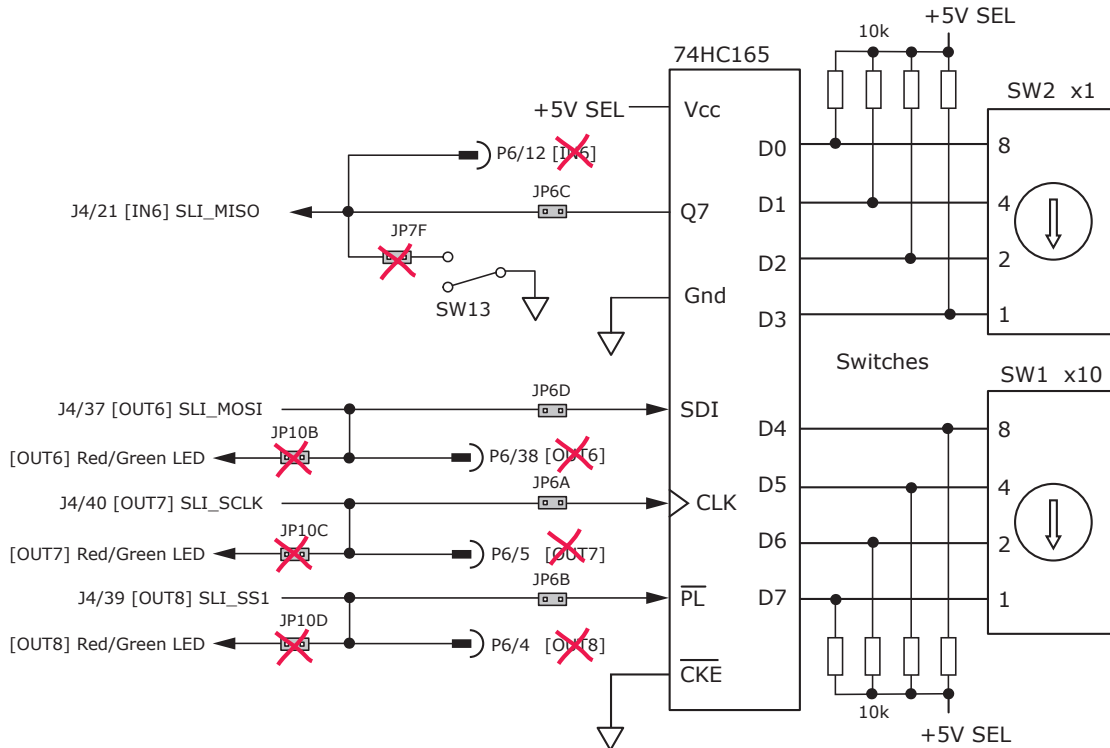 +5V SEL
10k
74HC165
SW2 x1
+5V SEL
Vcc
P6/12 [IN6]
D0
8
JP6C
J4/21 [IN6] SLI_MISO
Q7
D1
4
JP7F
D2
2
SW13
Gnd
D3
1
Switches
SW1 x10
JP6D
J4/37 [OUT6] SLI_MOSI
SDI
D4
8
JP10B
[OUT6] Red/Green LED
P6/38 [OUT6]
JP6A
J4/40 [OUT7] SLI_SCLK
CLK
D5
4
JP10C
[OUT7] Red/Green LED
P6/5 [OUT7]
D6
2
JP6B
J4/39 [OUT8] SLI_SS1
PL
D7
1
JP10D
[OUT8] Red/Green LED
P6/4 [OUT8]
CKE
10k
+5V SEL